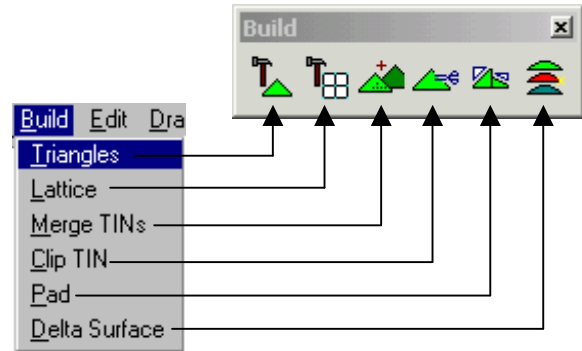 Build
Build Edit Dra
Triangles
Lattice
Merge TINs
Clip TIN
Pad
Delta Surface